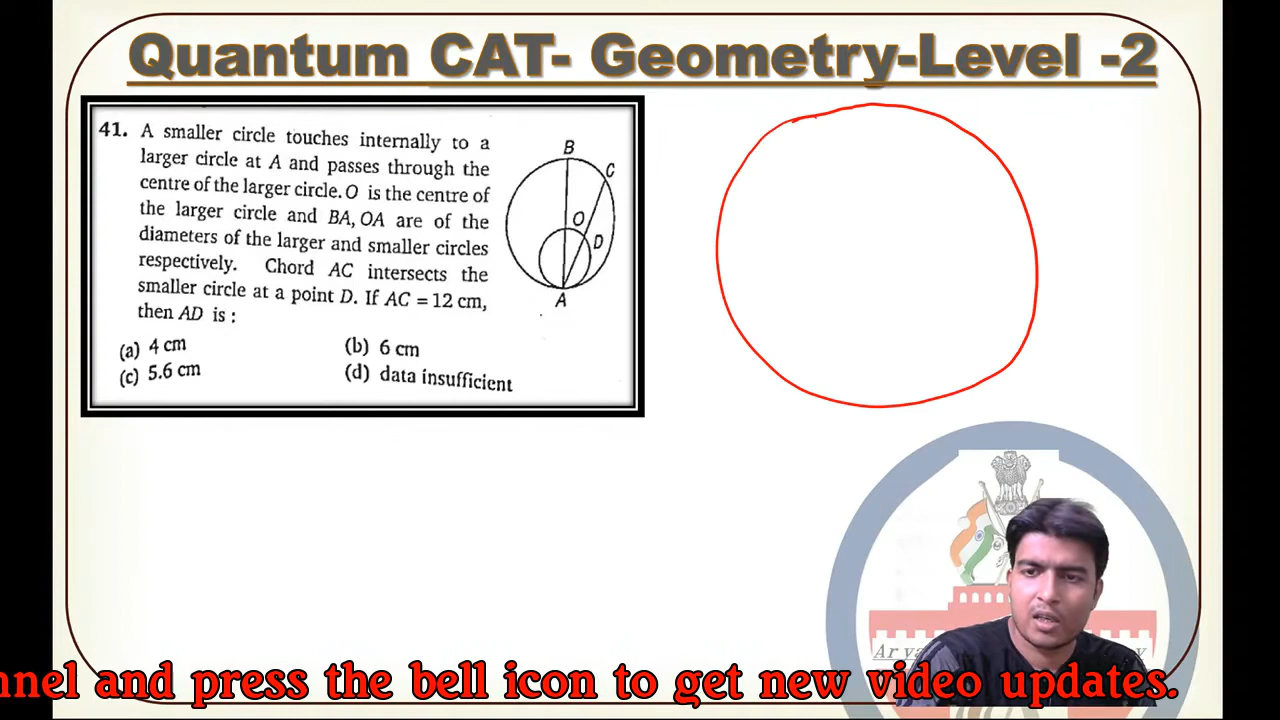 Quantum CAT- Geometry-Level -2
41. A smaller circle touches internally to a
larger circle at A and passes through the
centre of the larger circle. O is the centre of
the larger circle and BA, OA are of the
diameters of the larger and smaller circles
respectively. Chord AC intersects the
smaller circle at a point D. If AC = 12 cm,
then AD is :
(a) 4 cm (b) 6 cm
(c) 5.6 cm (d) data insufficient
B
C
O
D
A
Ar ya
nnel and press the bell icon to get new video updates.